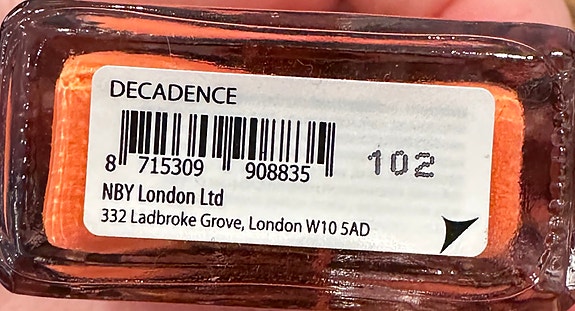 DECADENCE
8 715309 908835
102
NBY London Ltd
332 Ladbroke Grove, London W10 5AD